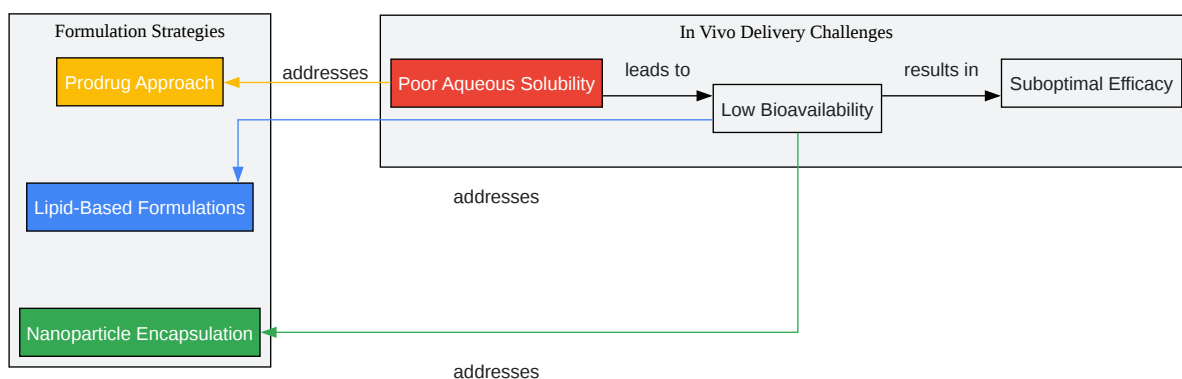 Formulation Strategies
In Vivo Delivery Challenges
Prodrug Approach
addresses
Poor Aqueous Solubility
leads to
Low Bioavailability
results in
Suboptimal Efficacy
addresses
Lipid-Based Formulations
Nanoparticle Encapsulation
addresses